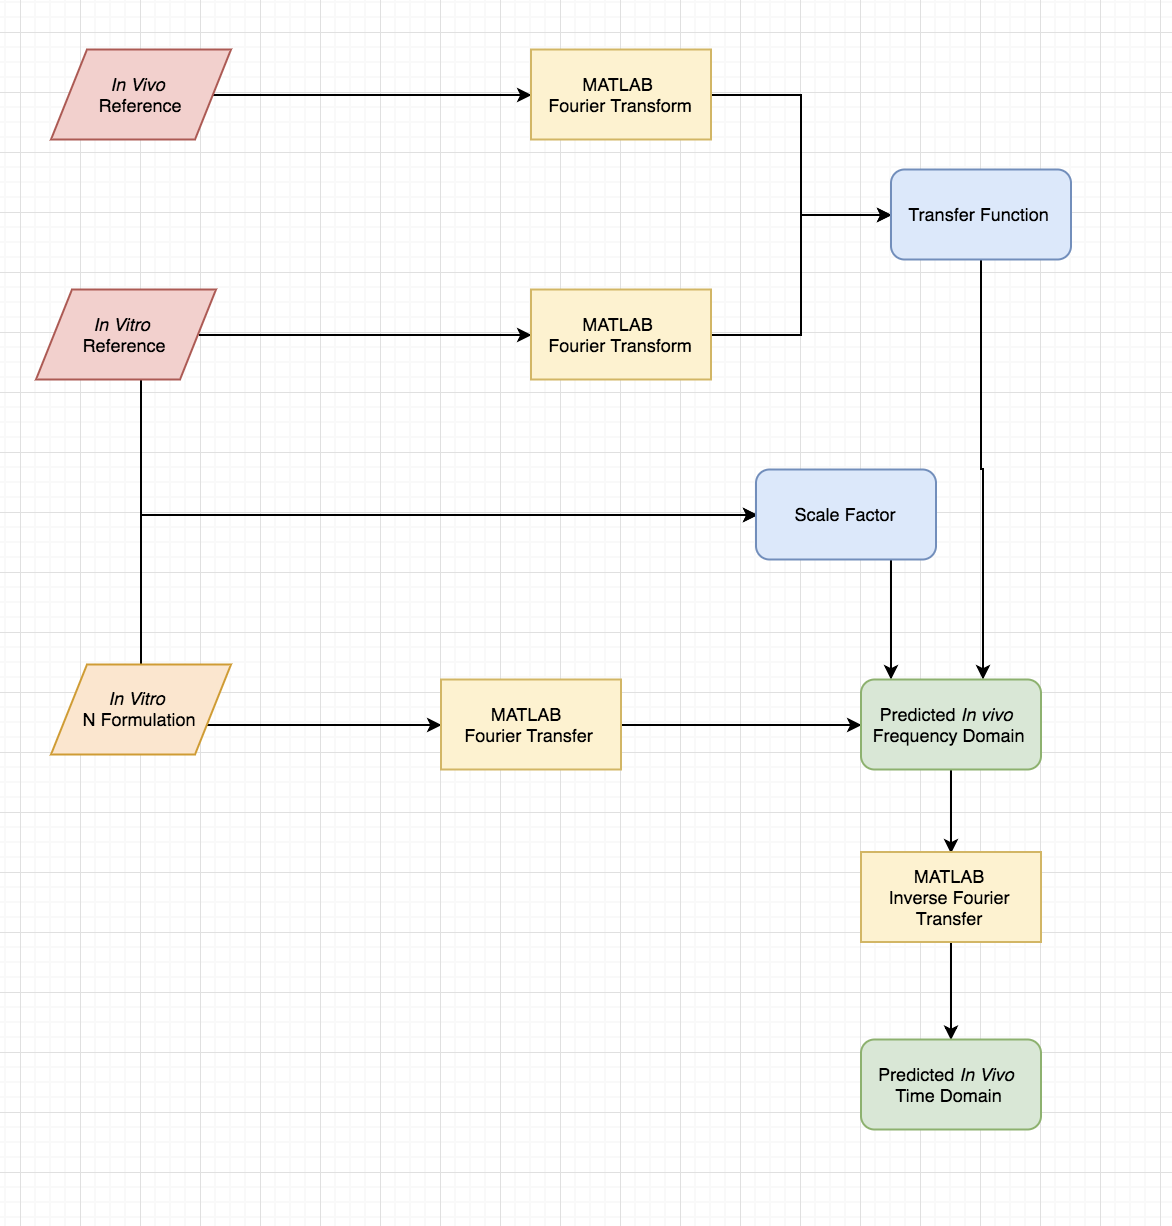 In Vivo
Reference
MATLAB
Fourier Transform
Transfer Function
In Vitro
Reference
MATLAB
Fourier Transform
Scale Factor
In Vitro
N Formulation
MATLAB
Fourier Transfer
Predicted In vivo
Frequency Domain
MATLAB
Inverse Fourier
Transfer
Predicted In Vivo
Time Domain